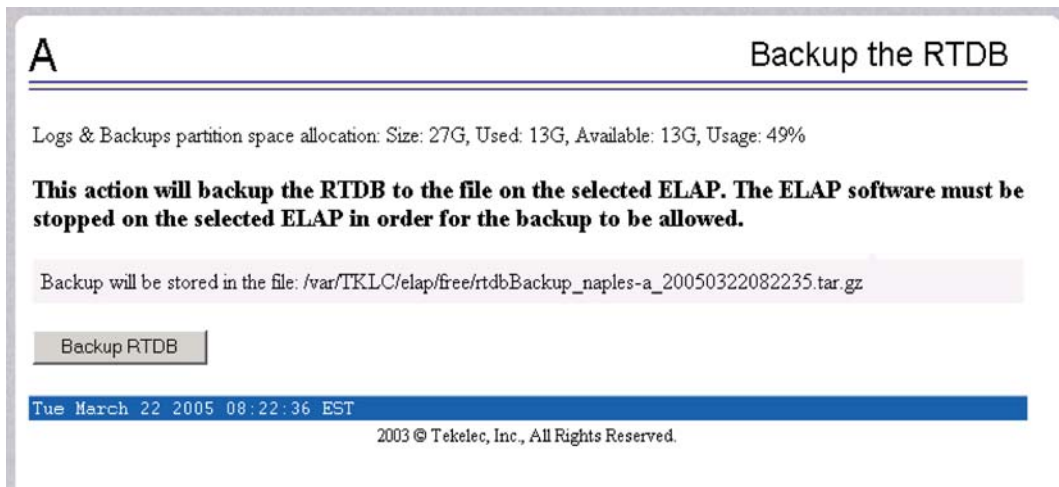 A
Backup the RTDB
Logs & Backups partition space allocation: Size: 27G, Used: 13G, Available: 13G, Usage: 49%
This action will backup the RTDB to the file on the selected ELAP. The ELAP software must be
stopped on the selected ELAP in order for the backup to be allowed.
Backup will be stored in the file: /var/TKLC/elap/free/rtdbBackup_naples-a_20050322082235.tar.gz
Backup RTDB
Tue March 22 2005 08:22:36 EST
2003 © Tekelec, Inc., All Rights Reserved.